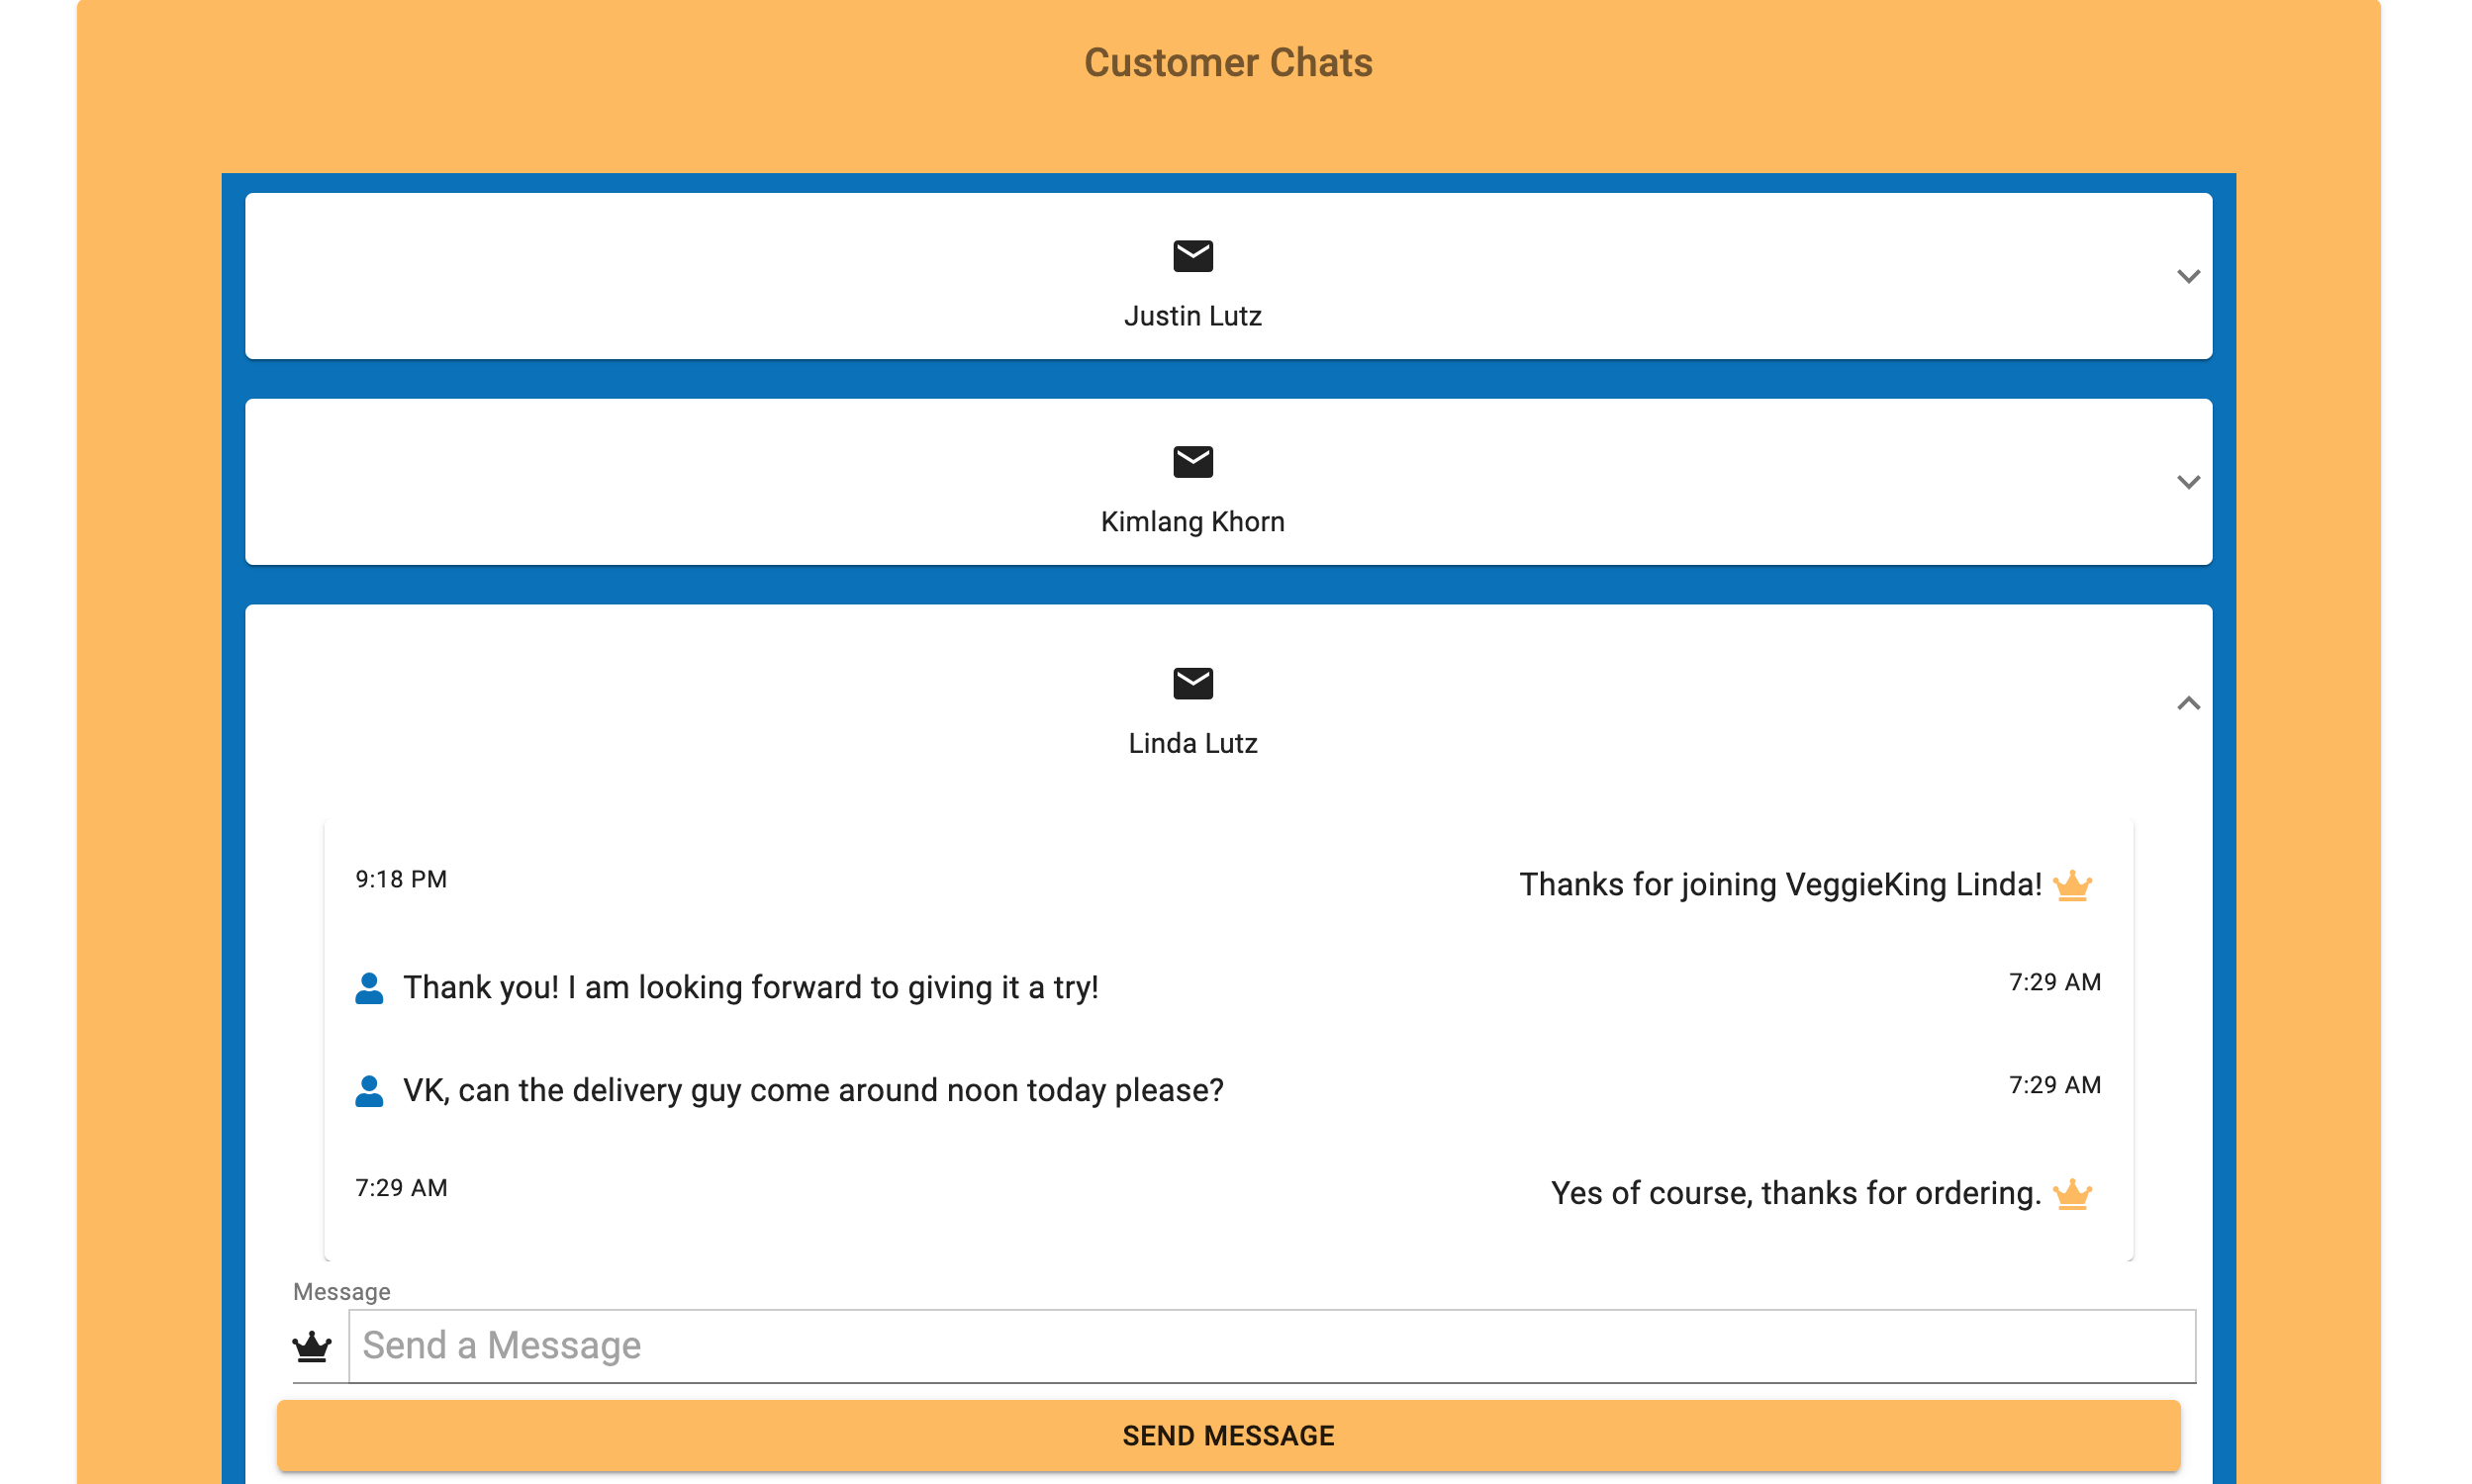 Customer Chats
Justin Lutz
Kimlang Khorn
Linda Lutz
9:18 PM Thanks for joining VeggieKing Linda!
Thank you! I am looking forward to giving it a try! 7:29 AM
VK, can the delivery guy come around noon today please? 7:29 AM
7:29 AM Yes of course, thanks for ordering.
Message
Send a Message
SEND MESSAGE